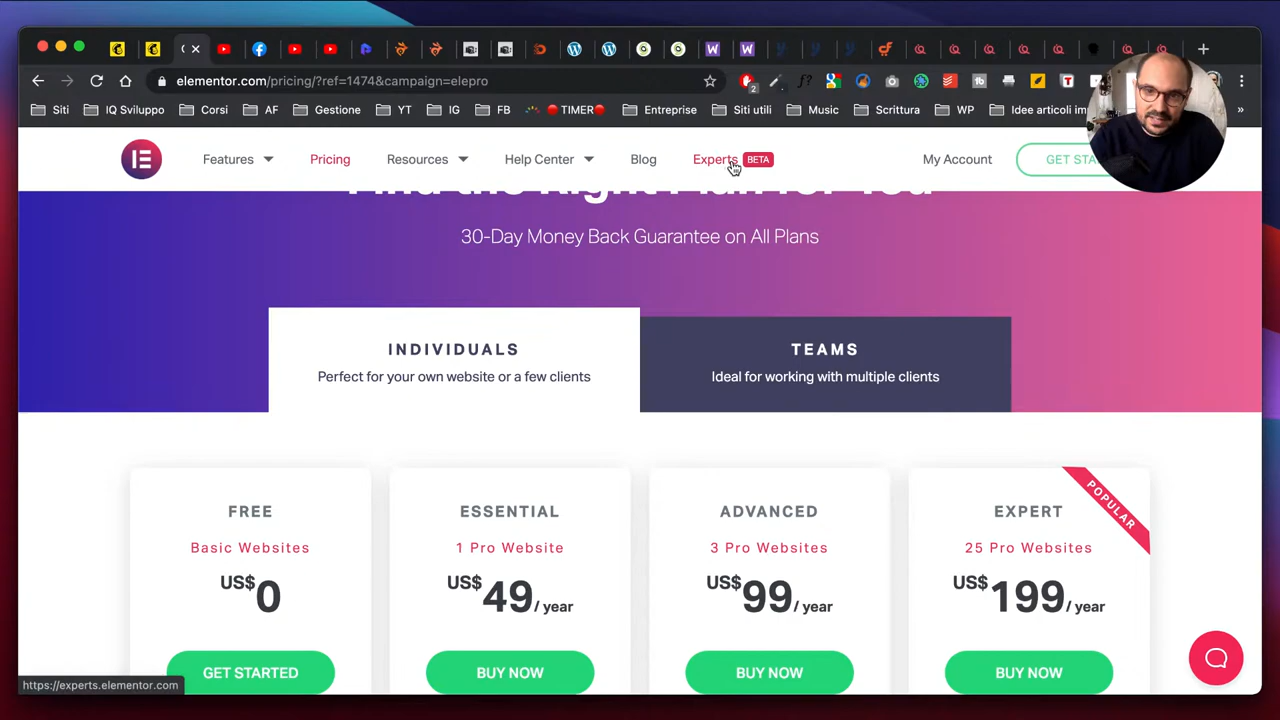 elementor.com/pricing/?ref=1474&campaign=elepro
2
Siti
IQ Sviluppo
Corsi
AF
Gestione
YT
IG
FB
🔴TIMER🔴
Entreprise
Siti utili
Music
Scrittura
WP
Idee articoli
»
Features
Pricing
Resources
Help Center
Blog
Experts BETA
My Account
30-Day Money Back Guarantee on All Plans
INDIVIDUALS
Perfect for your own website or a few clients
TEAMS
Ideal for working with multiple clients
FREE
Basic Websites
US$0
GET STARTED
ESSENTIAL
1 Pro Website
US$49/ year
BUY NOW
ADVANCED
3 Pro Websites
US$99/ year
BUY NOW
POPULAR
EXPERT
25 Pro Websites
US$199/ year
BUY NOW
https://experts.elementor.com